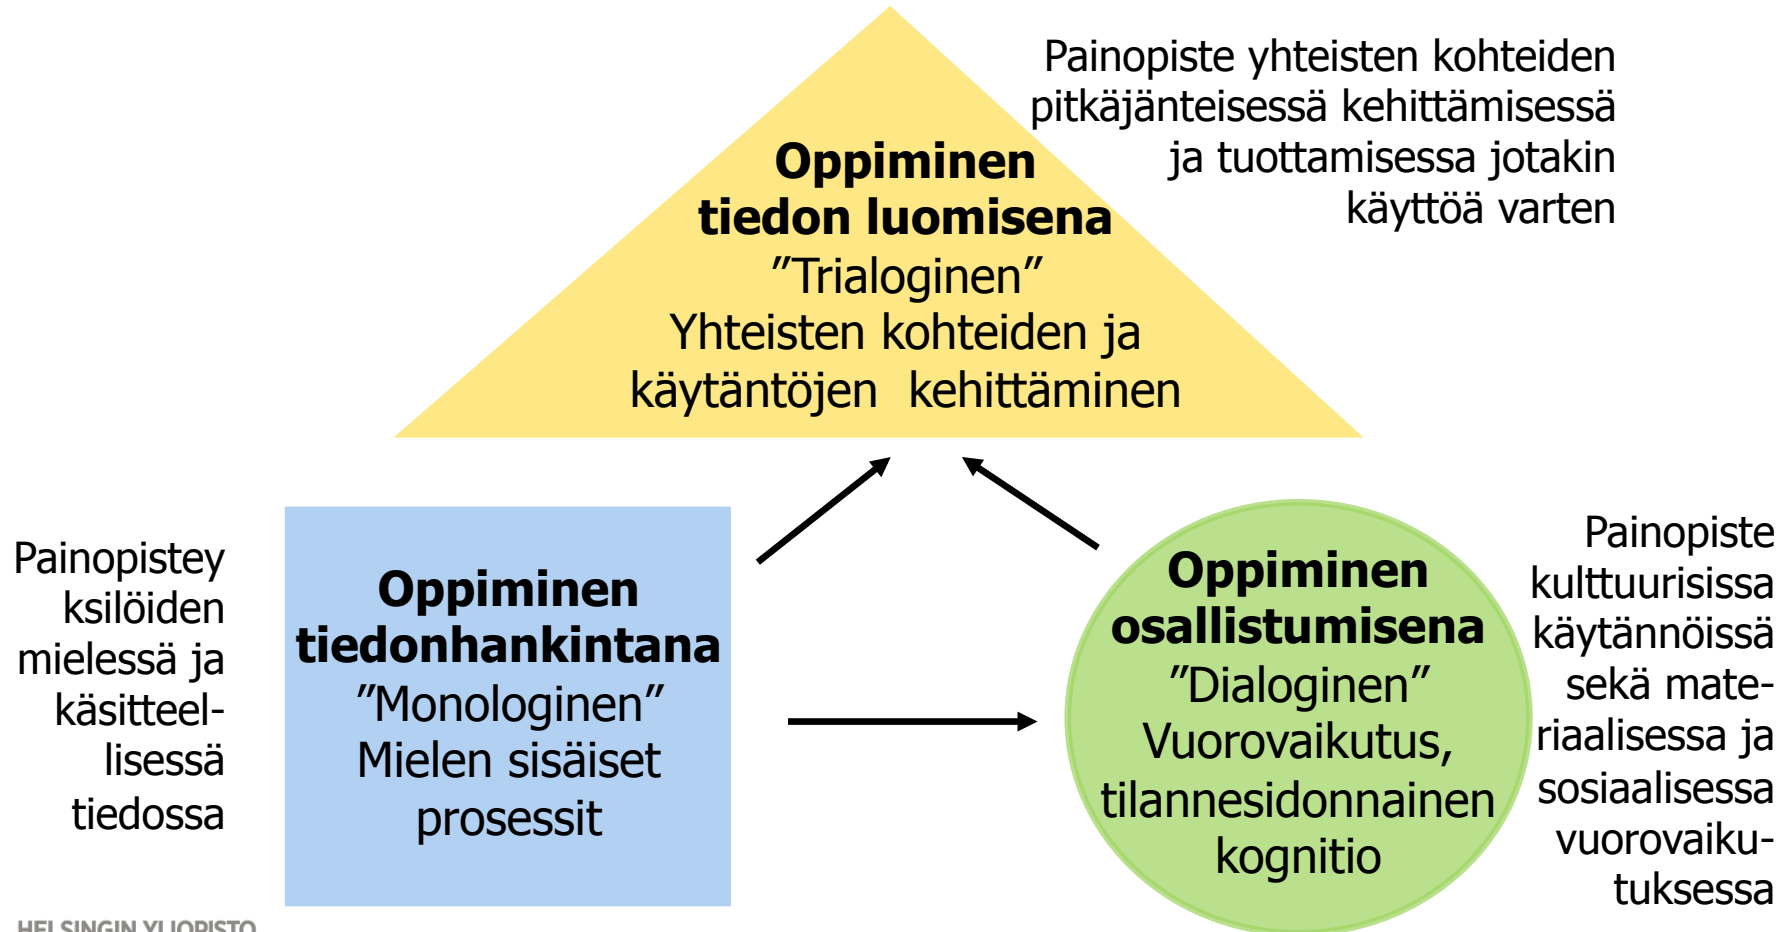 Painopiste yhteisten kohteiden
pitkäjänteisessä kehittämisessä
ja tuottamisessa jotakin
käyttöä varten
Oppiminen
tiedon luomisena
”Trialoginen”
Yhteisten kohteiden ja
käytäntöjen kehittäminen
Painopistey
ksilöiden
mielessä ja
käsitteel-
lisessä
tiedossa
Oppiminen
tiedonhankintana
”Monologinen”
Mielen sisäiset
prosessit
Oppiminen
osallistumisena
”Dialoginen”
Vuorovaikutus,
tilannesidonnainen
kognitio
Painopiste
kulttuurisissa
käytännöissä
sekä mate-
riaalisessa ja
sosiaalisessa
vuorovaiku-
tuksessa
HELSINGIN YLIOPISTO